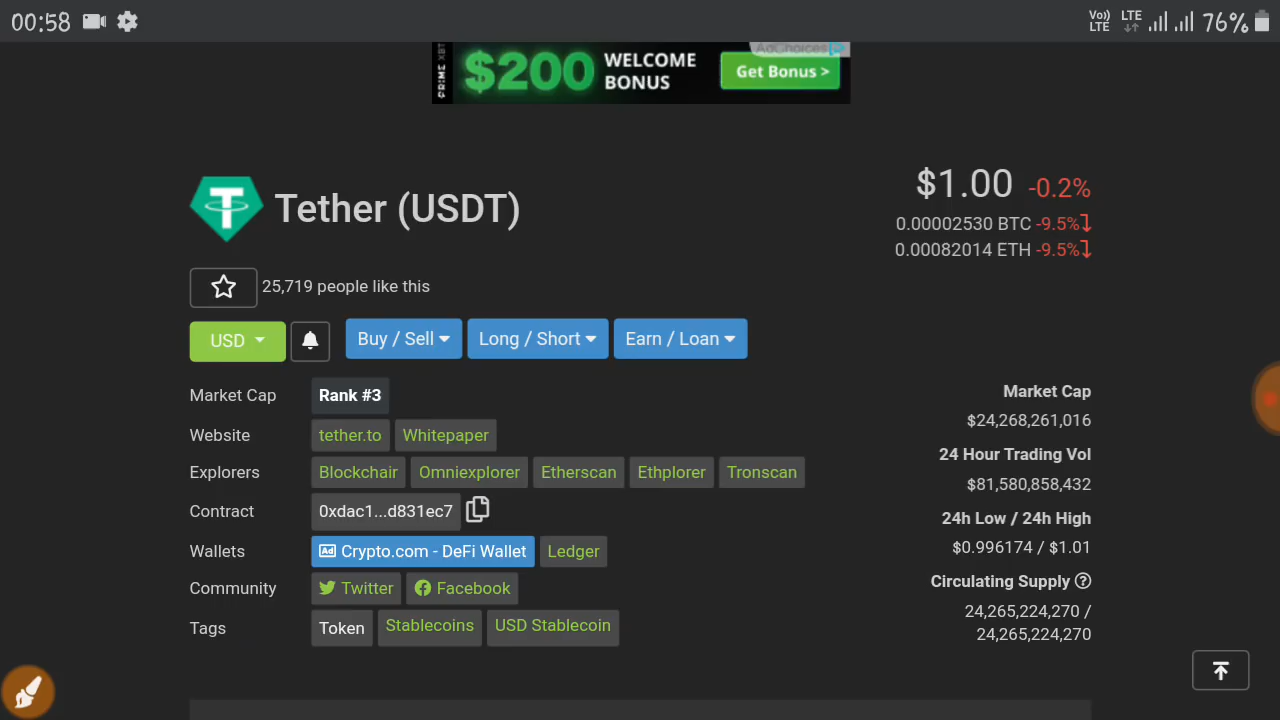 00:58 Vo)) LTE LTE 76%
PRIME XBT $200 WELCOME BONUS Get Bonus > AdChoices
Tether (USDT)
$1.00 -0.2%
0.00002530 BTC -9.5%
0.00082014 ETH -9.5%
25,719 people like this
USD Buy / Sell Long / Short Earn / Loan
Market Cap Rank #3
Website tether.to Whitepaper
Explorers Blockchair Omniexplorer Etherscan Ethplorer Tronscan
Contract 0xdac1...d831ec7
Wallets Ad Crypto.com - DeFi Wallet Ledger
Community Twitter Facebook
Tags Token Stablecoins USD Stablecoin
Market Cap
$24,268,261,016
24 Hour Trading Vol
$81,580,858,432
24h Low / 24h High
$0.996174 / $1.01
Circulating Supply ?
24,265,224,270 /
24,265,224,270